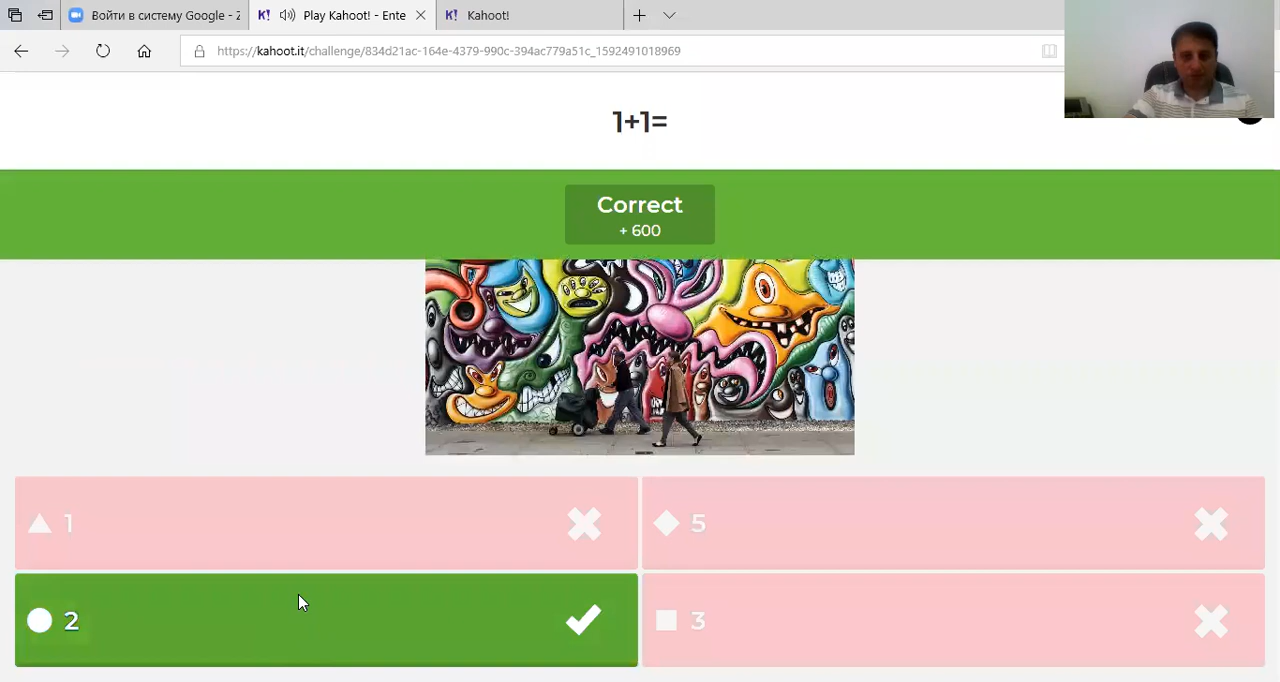 Войти в систему Google - Z
K! Play Kahoot! - Ente
K! Kahoot!
https://kahoot.it/challenge/834d21ac-164e-4379-990c-394ac779a51c_1592491018969
1+1=
Correct
+ 600
1
5
2
3